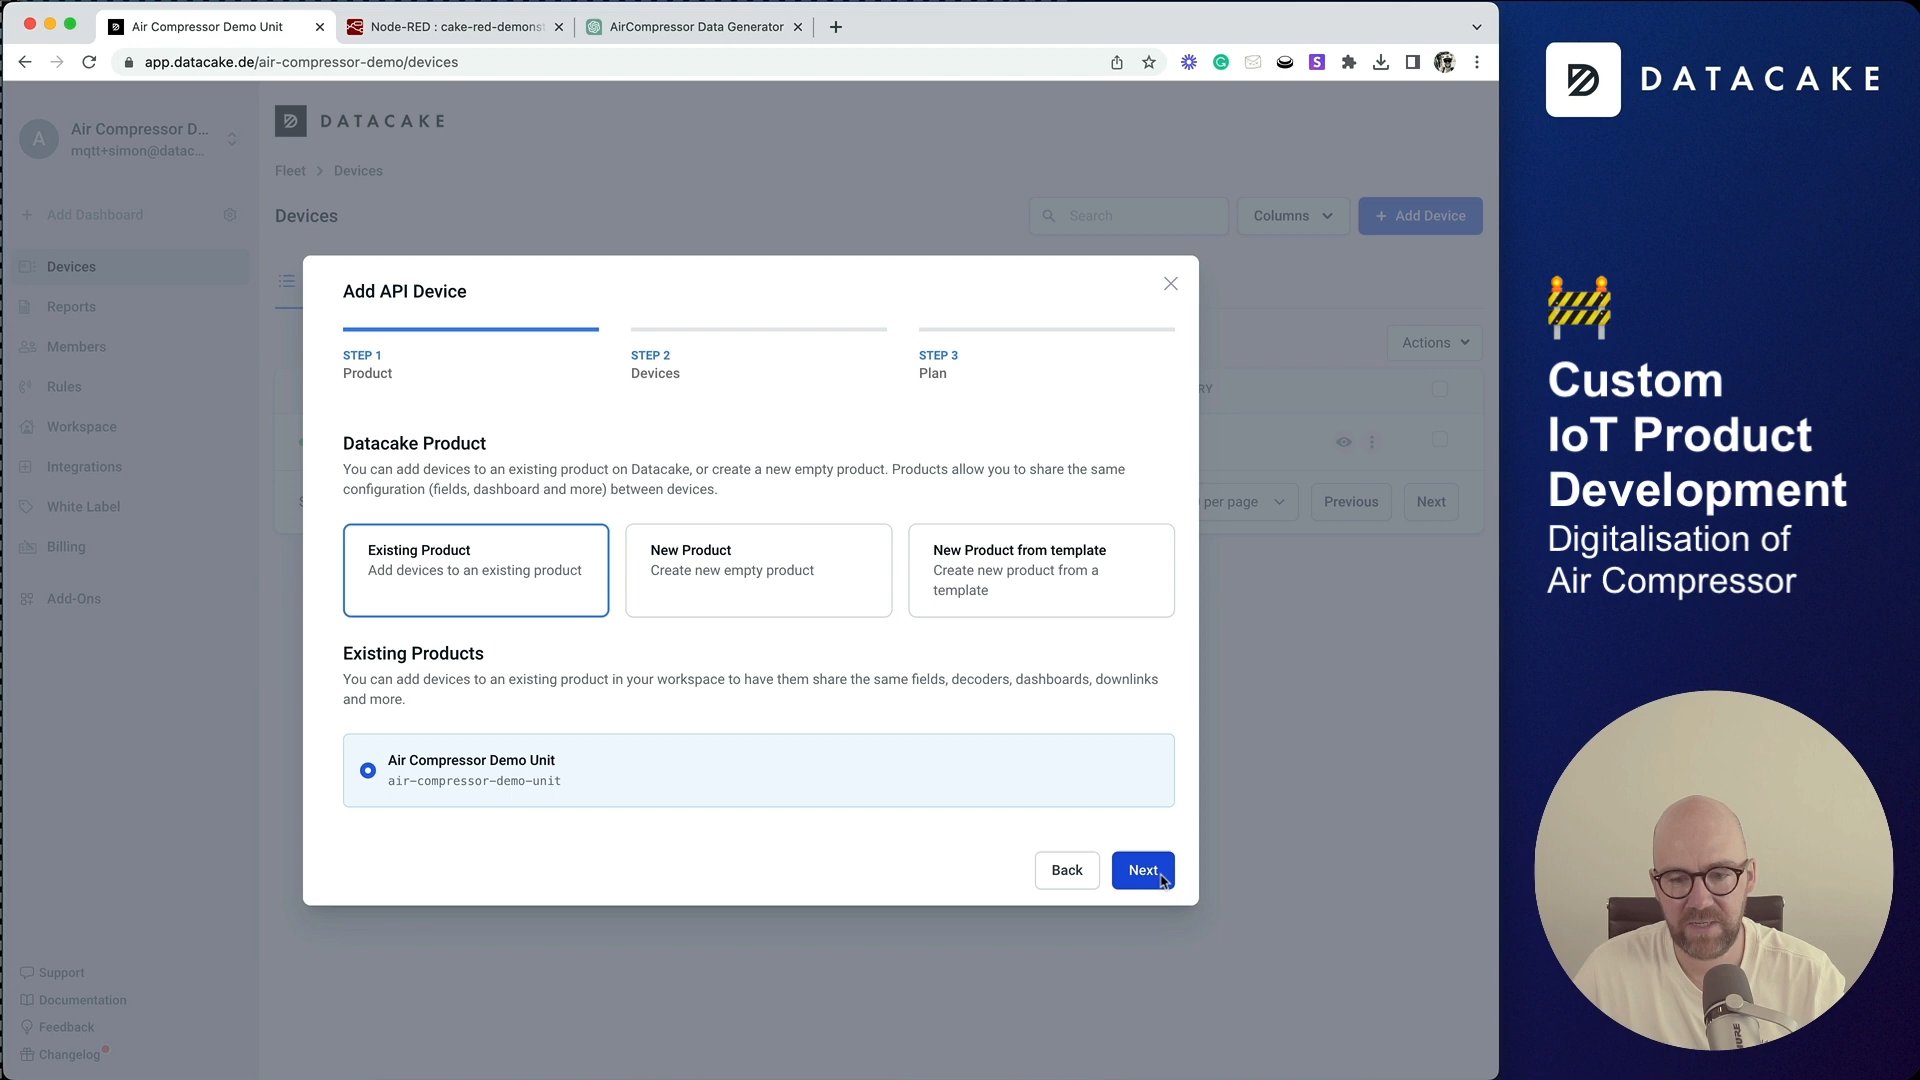 Air Compressor Demo Unit
Node-RED : cake-red-demonst
AirCompressor Data Generator
app.datacake.de/air-compressor-demo/devices
S
A
Air Compressor D...
mqtt+simon@datac...
Add Dashboard
Devices
Reports
Members
Rules
Workspace
Integrations
White Label
Billing
Add-Ons
Support
Documentation
Feedback
Changelog
DATACAKE
Fleet > Devices
Devices
Search
Columns
+ Add Device
Actions
RY
S
per page
Previous
Next
Add API Device
STEP 1
Product
STEP 2
Devices
STEP 3
Plan
Datacake Product
You can add devices to an existing product on Datacake, or create a new empty product. Products allow you to share the same
configuration (fields, dashboard and more) between devices.
Existing Product
Add devices to an existing product
New Product
Create new empty product
New Product from template
Create new product from a
template
Existing Products
You can add devices to an existing product in your workspace to have them share the same fields, decoders, dashboards, downlinks
and more.
Air Compressor Demo Unit
air-compressor-demo-unit
Back
Next
DATACAKE
Custom
IoT Product
Development
Digitalisation of
Air Compressor